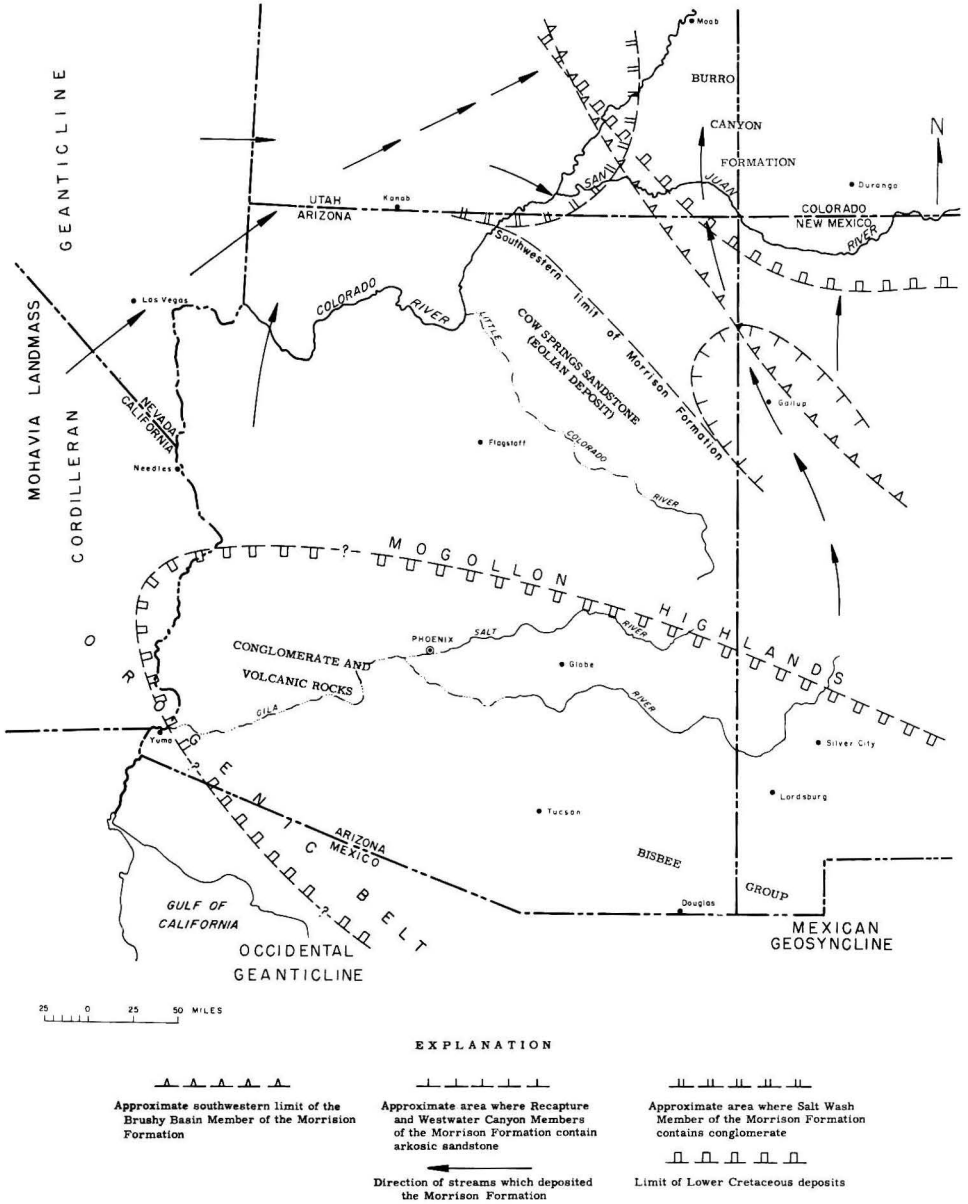 Moab
BURRO
CANYON
FORMATION
N
GEANTICLINE
SAN
JUAN
RIVER
Durango
UTAH
ARIZONA
Kanab
COLORADO
NEW MEXICO
Southwestern limit of Morrison Formation
Las Vegas
COLORADO
RIVER
LITTLE
COLORADO
RIVER
COW SPRINGS SANDSTONE
(EOLIAN DEPOSIT)
Gallup
MOHAVIA LANDMASS
NEVADA
CALIFORNIA
Flagstaff
Needles
CORDILLERAN
OROGENIC BELT
-?-
MOGOLLON
HIGHLANDS
PHOENIX
SALT
RIVER
Globe
CONGLOMERATE AND
VOLCANIC ROCKS
GILA
RIVER
Yuma
?
Silver City
Lordsburg
Tucson
ARIZONA
MEXICO
BISBEE
GROUP
Douglas
-?-
GULF OF
CALIFORNIA
OCCIDENTAL
GEANTICLINE
MEXICAN
GEOSYNCLINE
25 0 25 50 MILES
EXPLANATION
Approximate southwestern limit of the
Brushy Basin Member of the Morrision
Formation
Approximate area where Recapture
and Westwater Canyon Members
of the Morrison Formation contain
arkosic sandstone
Direction of streams which deposited
the Morrison Formation
Approximate area where Salt Wash
Member of the Morrison Formation
contains conglomerate
Limit of Lower Cretaceous deposits